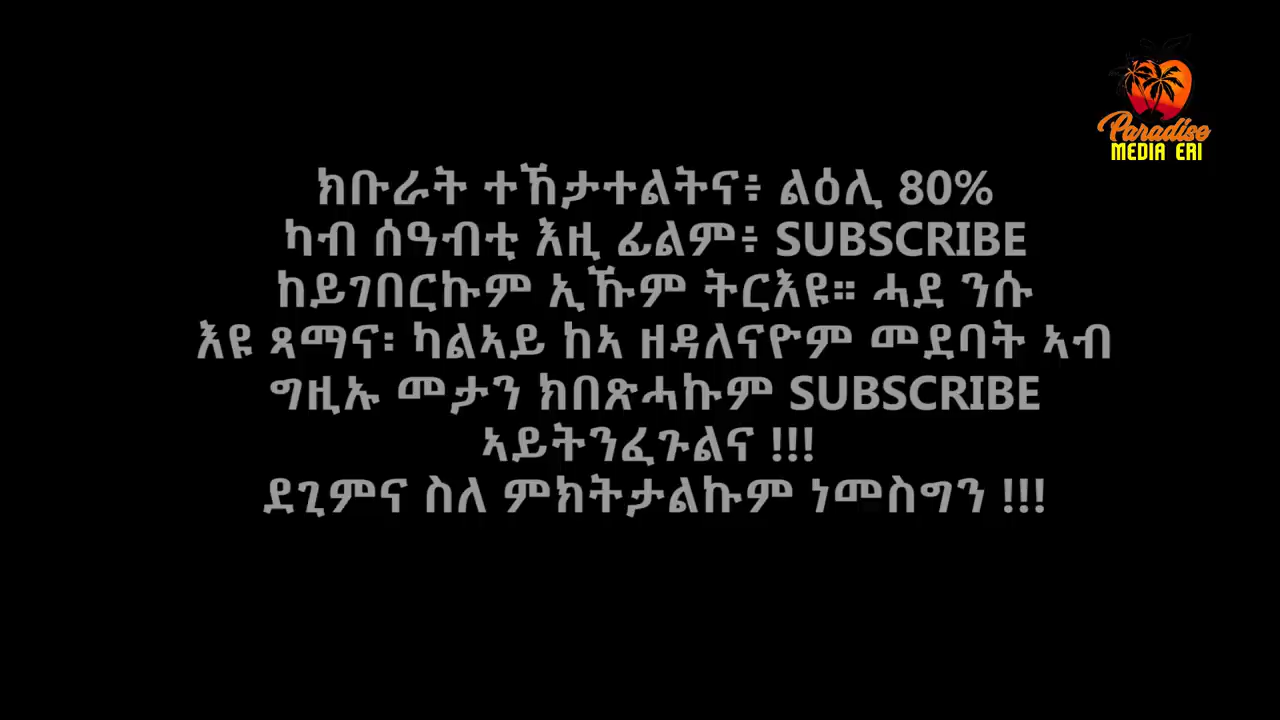 Paradise
MEDIA ERI
ክቡራት ተኸታተልትና፥ ልዕሊ 80%
ካብ ሰዓብቲ እዚ ፊልም፥ SUBSCRIBE
ከይገበርኩም ኢኹም ትርእዩ። ሓደ ንሱ
እዩ ጻማና፡ ካልኣይ ከኣ ዘዳለናዮም መደባት ኣብ
ግዚኡ መታን ክበጽሓኩም SUBSCRIBE
ኣይትንፈጉልና !!!
ደጊምና ስለ ምክትታልኩም ነመስግን !!!